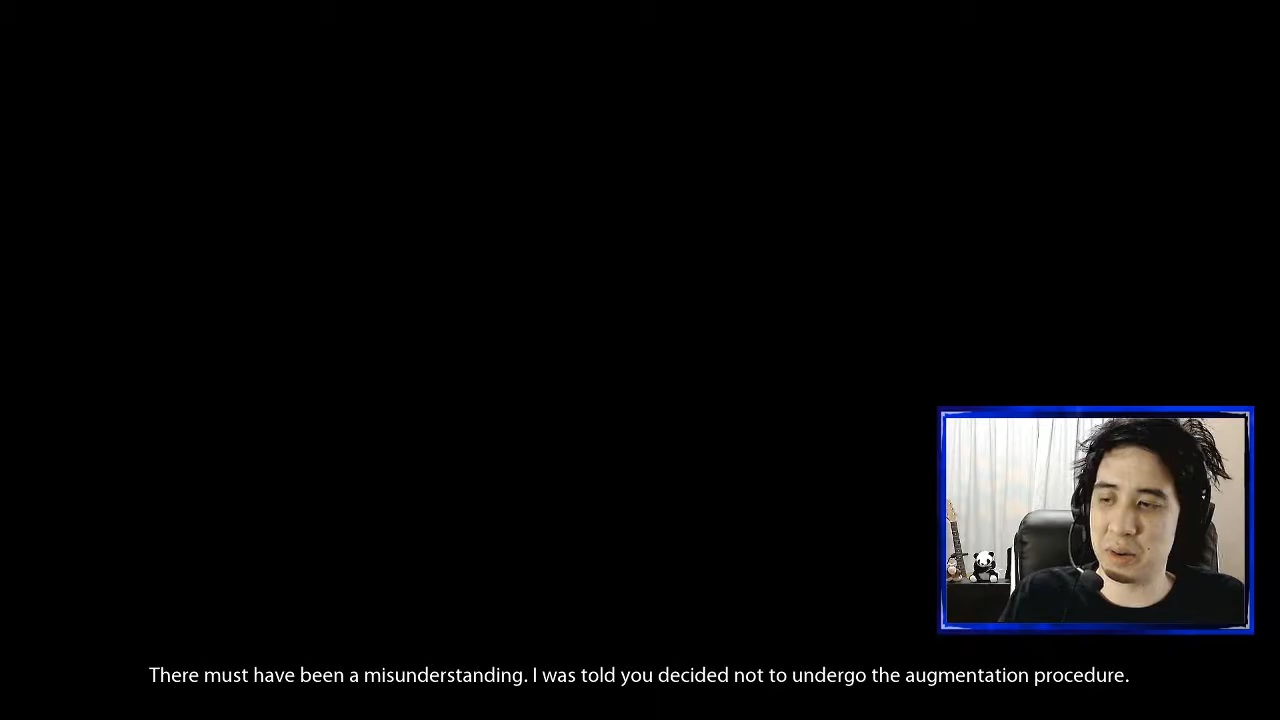 There must have been a misunderstanding. I was told you decided not to undergo the augmentation procedure.